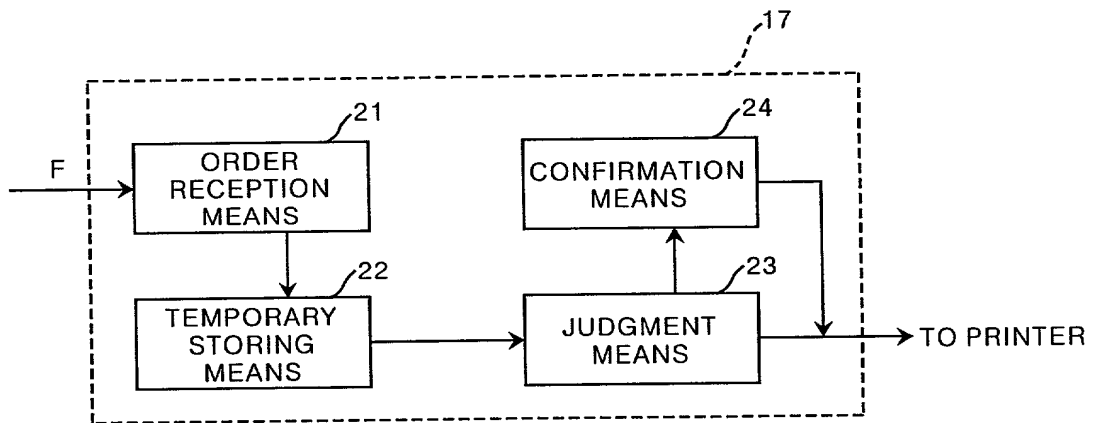 17
21
24
F
ORDER
RECEPTION
MEANS
CONFIRMATION
MEANS
22
23
TEMPORARY
STORING
MEANS
JUDGMENT
MEANS
TO PRINTER